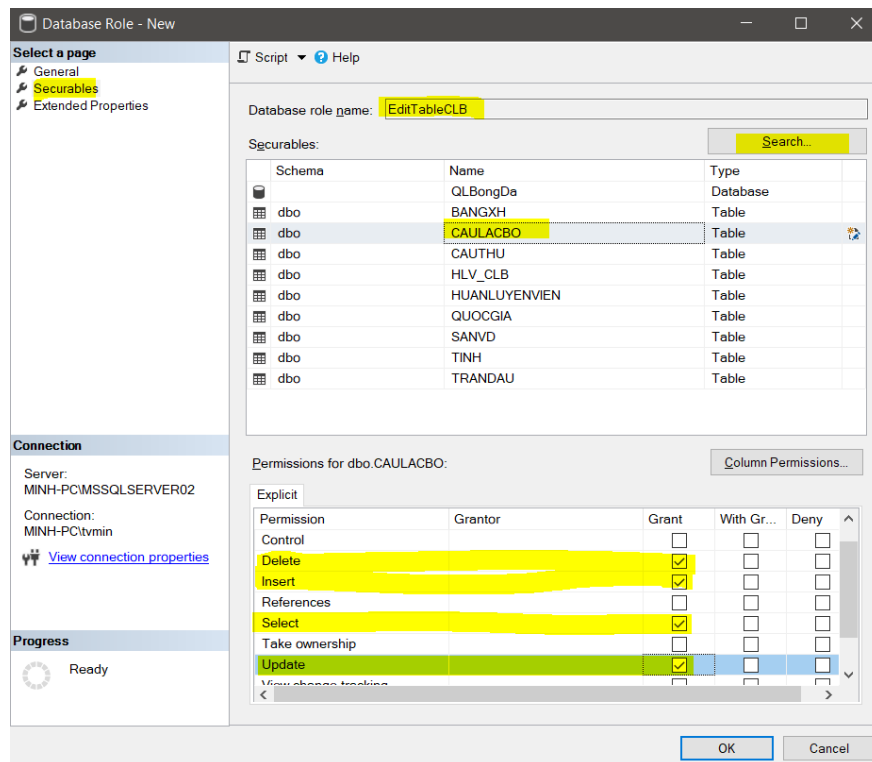 Database Role - New
Select a page
General
Securables
Extended Properties
Script Help
Database role name: EditTableCLB
Securables: Search...
Schema Name Type
QLBongDa Database
dbo BANGXH Table
dbo CAULACBO Table
dbo CAUTHU Table
dbo HLV_CLB Table
dbo HUANLUYENVIEN Table
dbo QUOCGIA Table
dbo SANVD Table
dbo TINH Table
dbo TRANDAU Table
Connection
Server:
MINH-PC\MSSQLSERVER02
Connection:
MINH-PC\tvmin
View connection properties
Progress
Ready
Permissions for dbo.CAULACBO: Column Permissions...
Explicit
Permission Grantor Grant With Gr... Deny
Control
Delete
Insert
References
Select
Take ownership
Update
View change tracking
OK Cancel